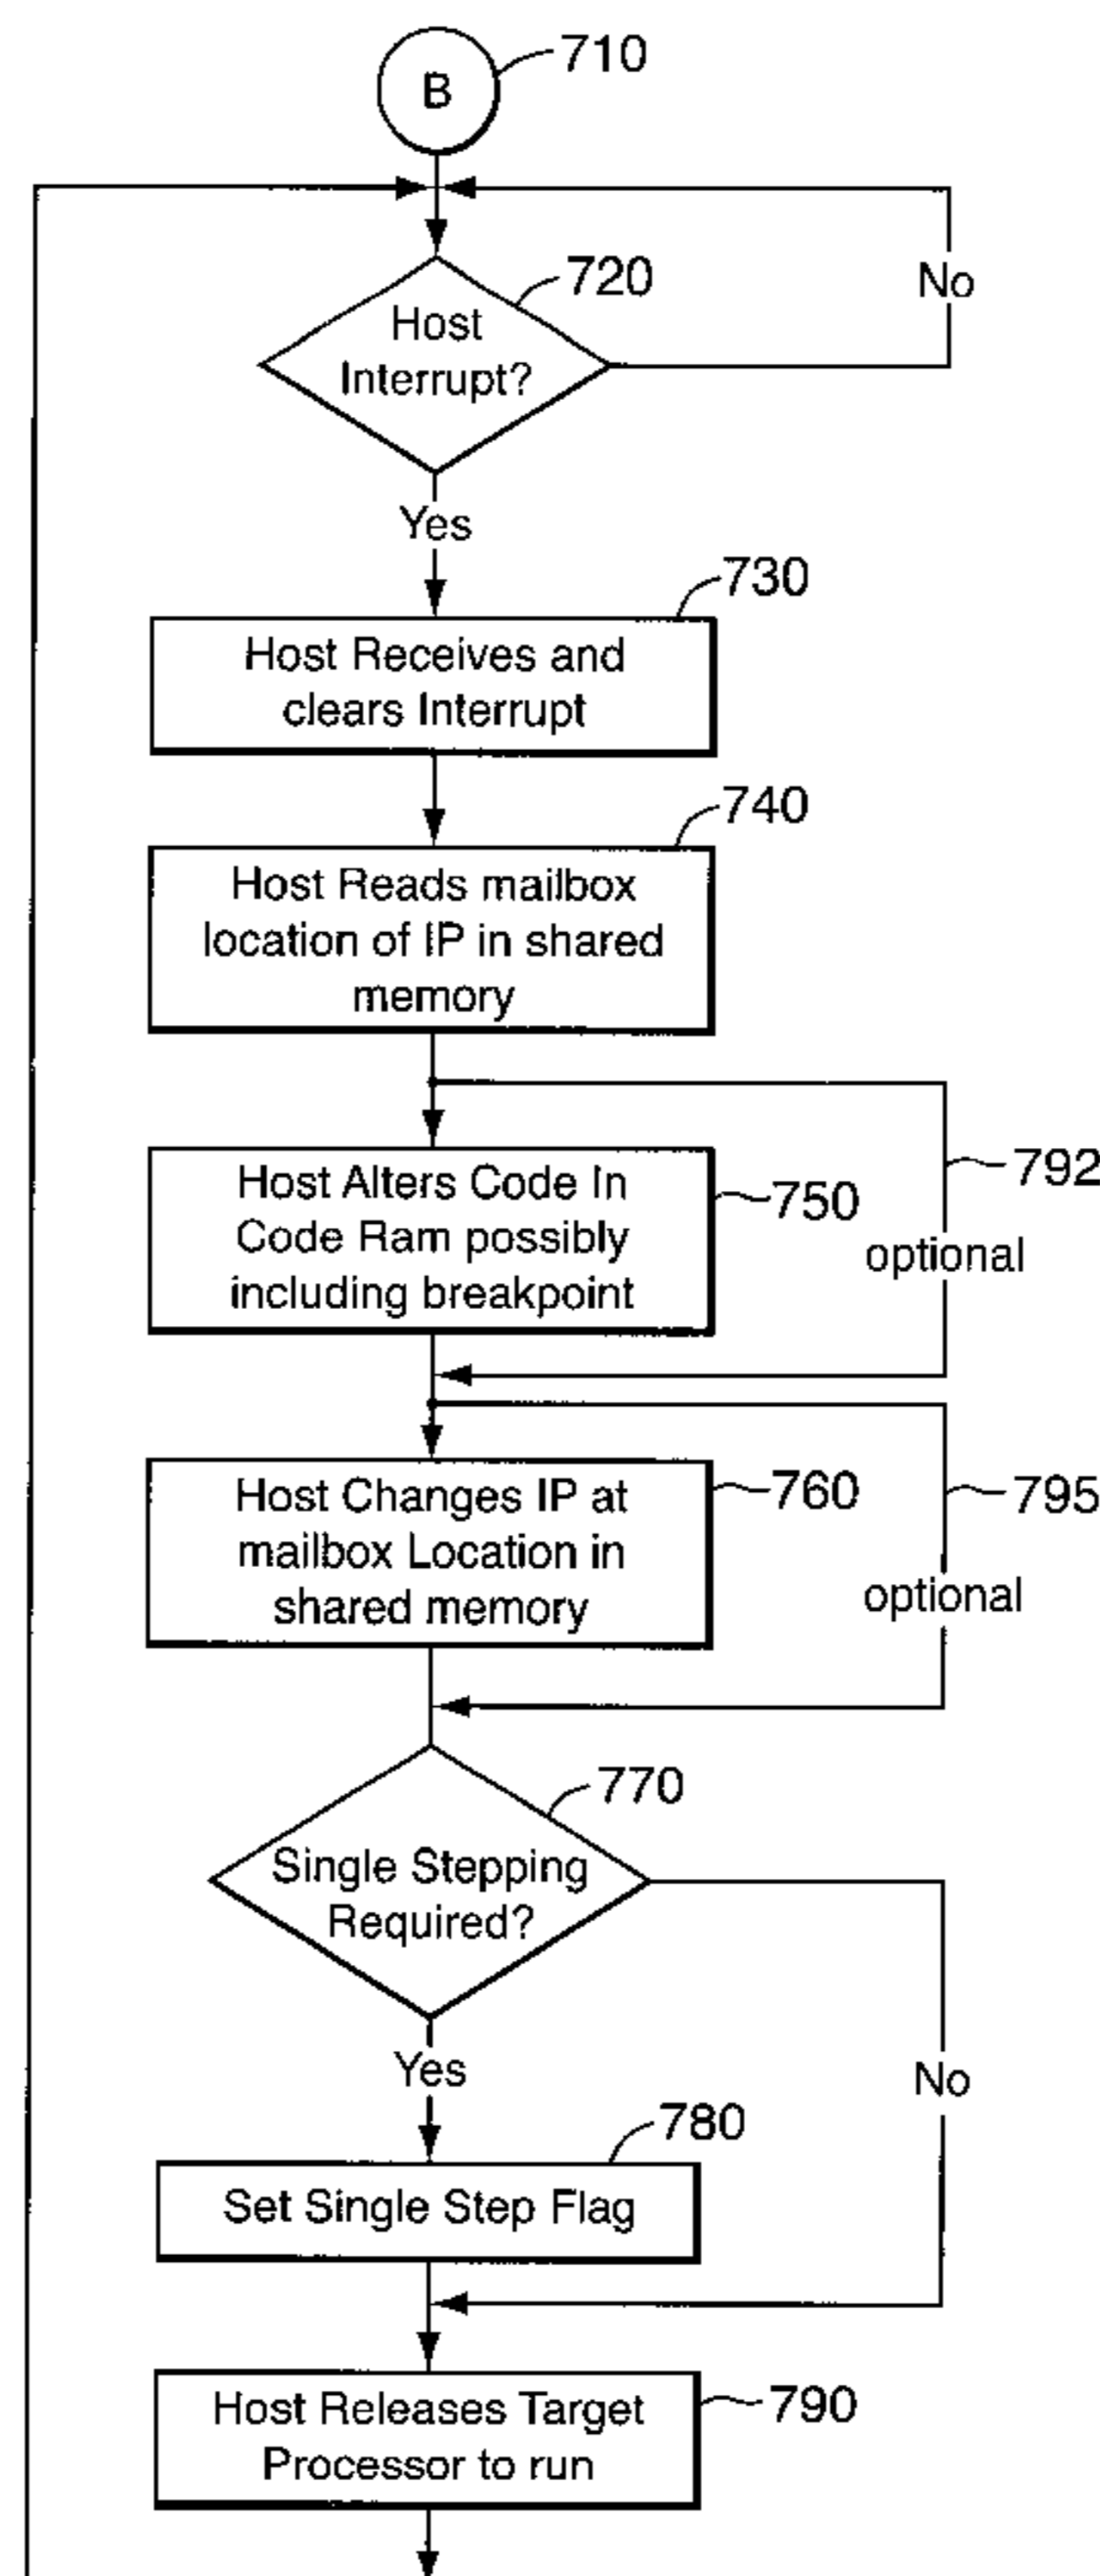 710
B
720
Host
Interrupt?
No
Yes
730
Host Receives and
clears Interrupt
740
Host Reads mailbox
location of IP in shared
memory
792
optional
750
Host Alters Code In
Code Ram possibly
including breakpoint
795
optional
760
Host Changes IP at
mailbox Location in
shared memory
770
Single Stepping
Required?
Yes
No
780
Set Single Step Flag
790
Host Releases Target
Processor to run